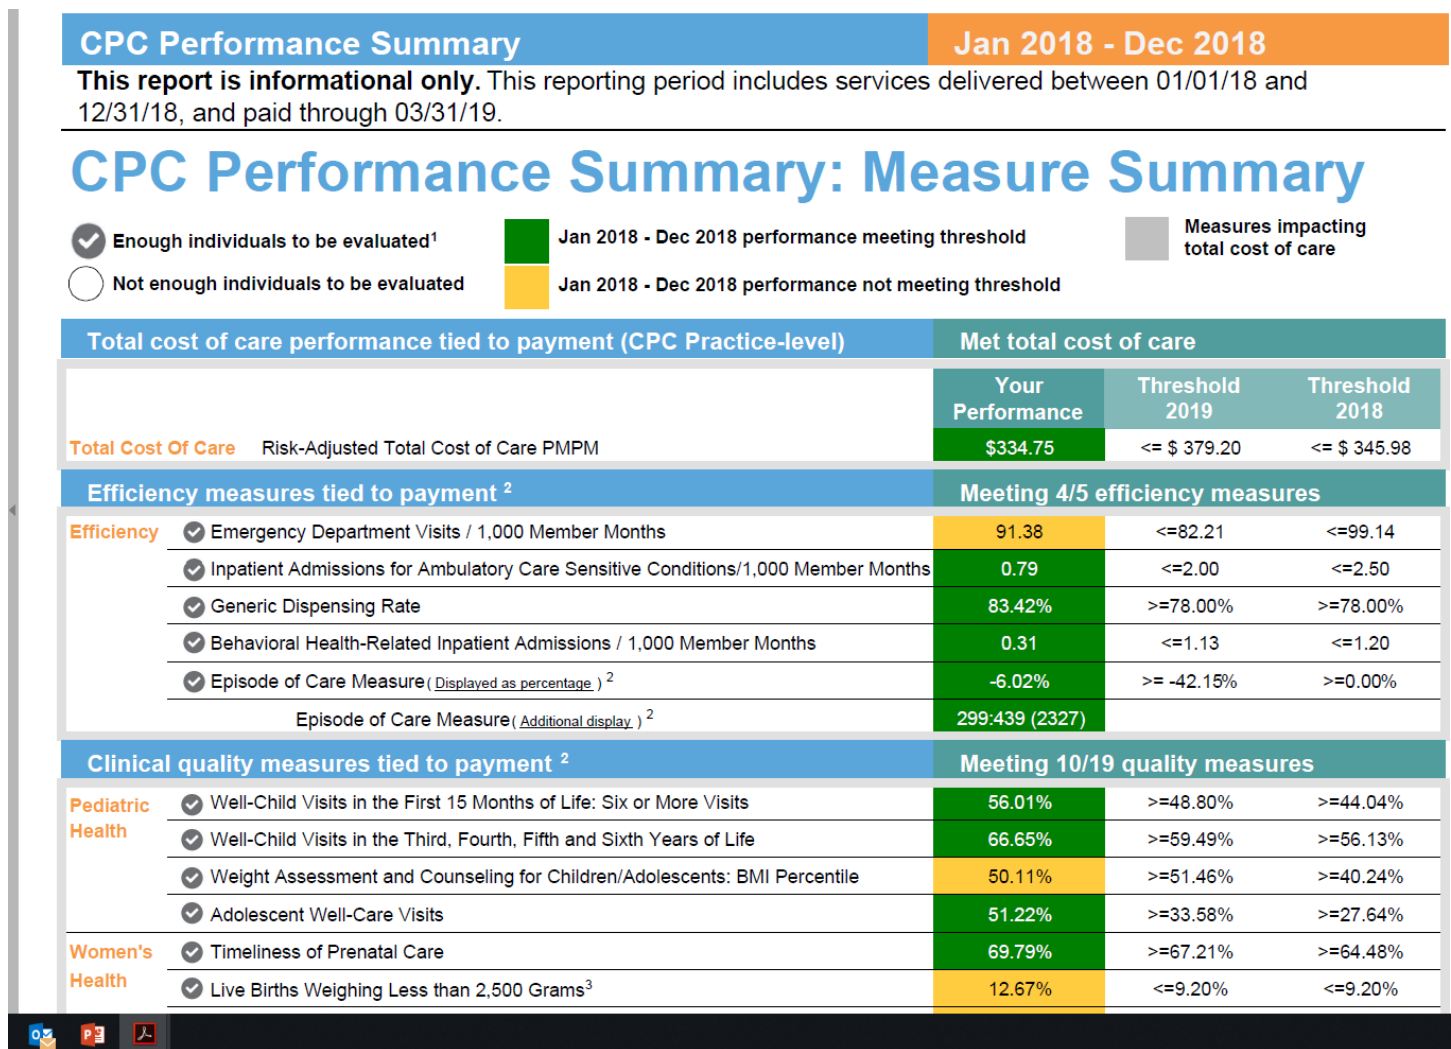 CPC Performance Summary Jan 2018 - Dec 2018
This report is informational only. This reporting period includes services delivered between 01/01/18 and
12/31/18, and paid through 03/31/19.
CPC Performance Summary: Measure Summary
Enough individuals to be evaluated1
Jan 2018 - Dec 2018 performance meeting threshold
Measures impacting
total cost of care
Not enough individuals to be evaluated
Jan 2018 - Dec 2018 performance not meeting threshold
Total cost of care performance tied to payment (CPC Practice-level) Met total cost of care
Your Performance Threshold 2019 Threshold 2018
Total Cost Of Care Risk-Adjusted Total Cost of Care PMPM $334.75 <= $ 379.20 <= $ 345.98
Efficiency measures tied to payment 2 Meeting 4/5 efficiency measures
Efficiency Emergency Department Visits / 1,000 Member Months 91.38 <=82.21 <=99.14
Inpatient Admissions for Ambulatory Care Sensitive Conditions/1,000 Member Months 0.79 <=2.00 <=2.50
Generic Dispensing Rate 83.42% >=78.00% >=78.00%
Behavioral Health-Related Inpatient Admissions / 1,000 Member Months 0.31 <=1.13 <=1.20
Episode of Care Measure( Displayed as percentage ) 2 -6.02% >= -42.15% >=0.00%
Episode of Care Measure( Additional display ) 2 299:439 (2327)
Clinical quality measures tied to payment 2 Meeting 10/19 quality measures
Pediatric Health Well-Child Visits in the First 15 Months of Life: Six or More Visits 56.01% >=48.80% >=44.04%
Well-Child Visits in the Third, Fourth, Fifth and Sixth Years of Life 66.65% >=59.49% >=56.13%
Weight Assessment and Counseling for Children/Adolescents: BMI Percentile 50.11% >=51.46% >=40.24%
Adolescent Well-Care Visits 51.22% >=33.58% >=27.64%
Women's Health Timeliness of Prenatal Care 69.79% >=67.21% >=64.48%
Live Births Weighing Less than 2,500 Grams3 12.67% <=9.20% <=9.20%